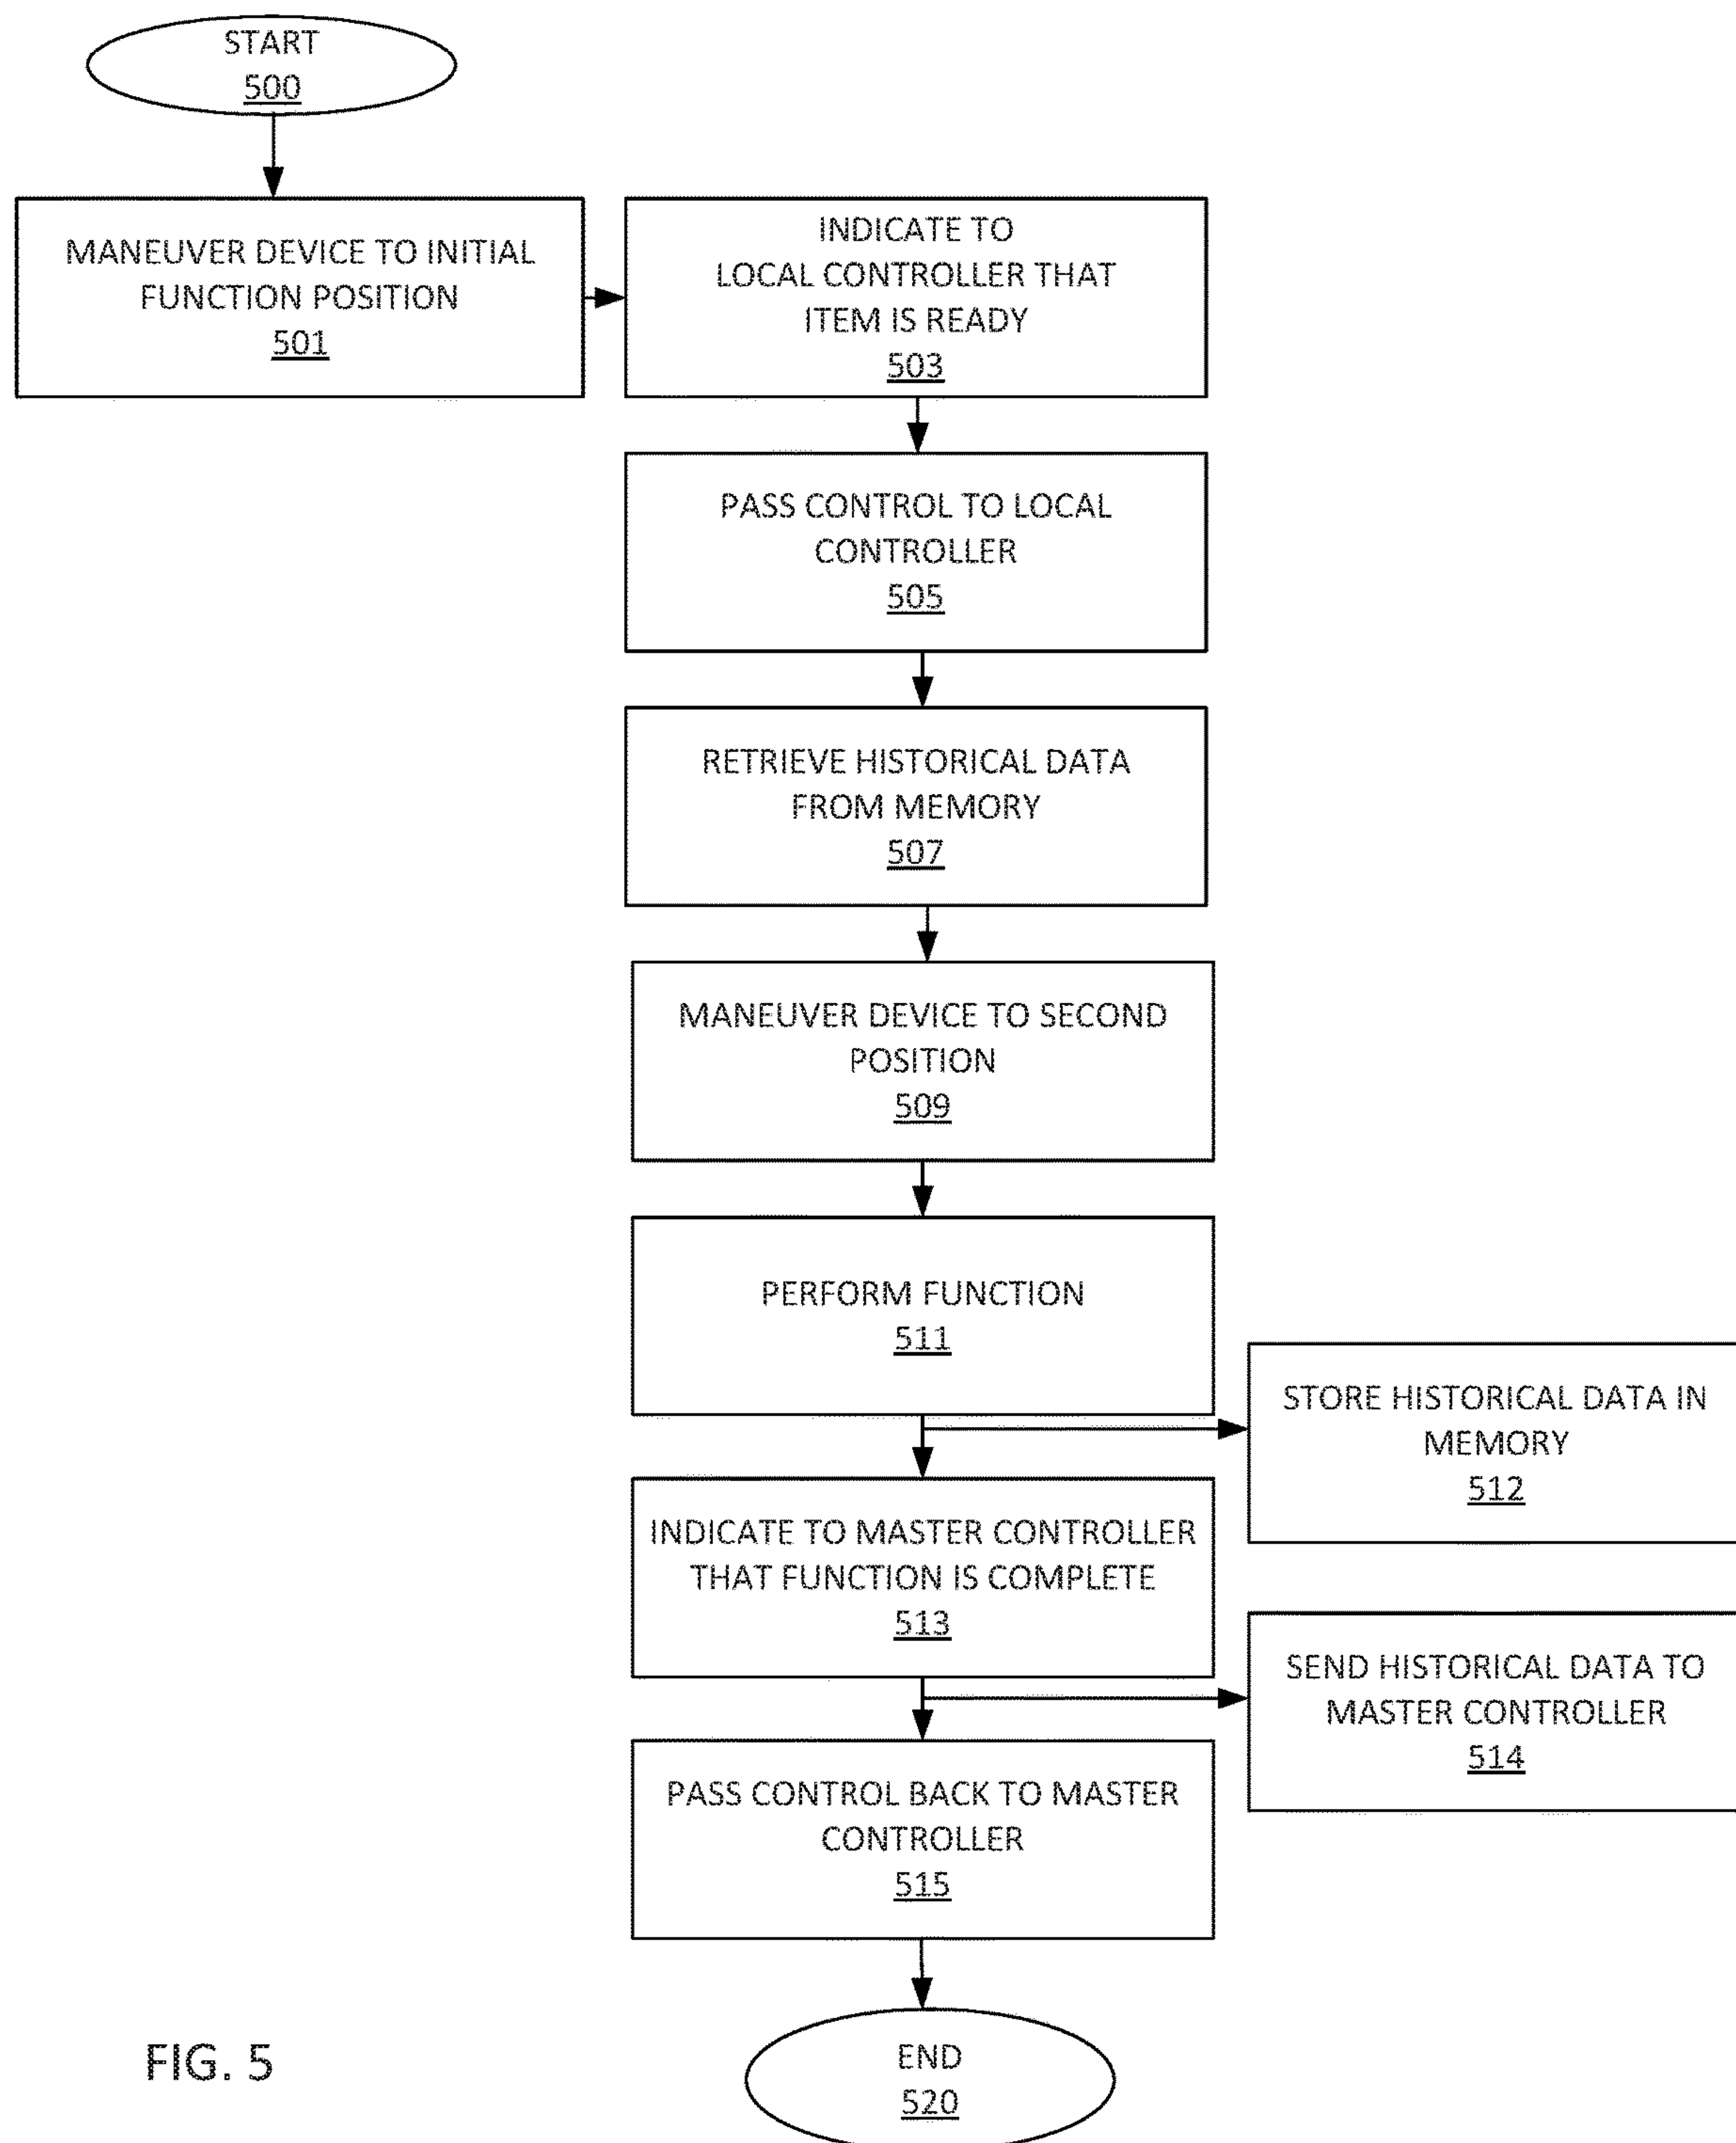 START
500
MANEUVER DEVICE TO INITIAL
FUNCTION POSITION
501
INDICATE TO
LOCAL CONTROLLER THAT
ITEM IS READY
503
PASS CONTROL TO LOCAL
CONTROLLER
505
RETRIEVE HISTORICAL DATA
FROM MEMORY
507
MANEUVER DEVICE TO SECOND
POSITION
509
PERFORM FUNCTION
511
STORE HISTORICAL DATA IN
MEMORY
512
INDICATE TO MASTER CONTROLLER
THAT FUNCTION IS COMPLETE
513
SEND HISTORICAL DATA TO
MASTER CONTROLLER
514
PASS CONTROL BACK TO MASTER
CONTROLLER
515
END
520
FIG. 5